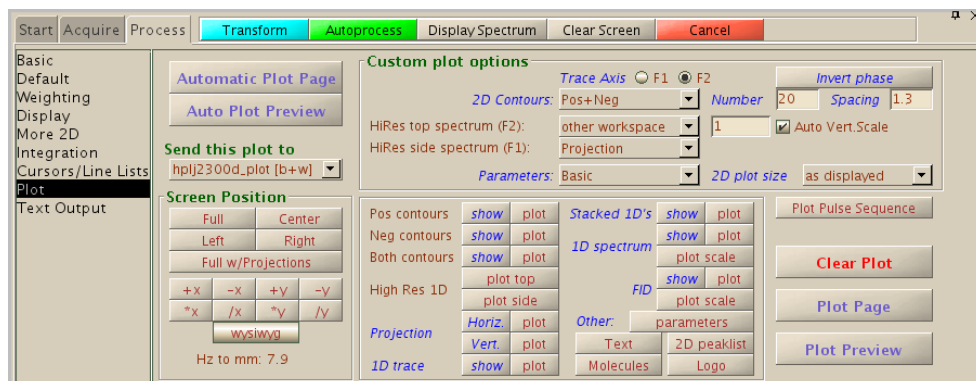 Start Acquire Process Transform Autoprocess Display Spectrum Clear Screen Cancel
Basic
Default
Weighting
Display
More 2D
Integration
Cursors/Line Lists
Plot
Text Output
Automatic Plot Page
Auto Plot Preview
Send this plot to
hplj2300d_plot [b+w]
Screen Position
Full Center
Left Right
Full w/Projections
+x -x +y -y
*x /x *y /y
wysiwyg
Hz to mm: 7.9
Custom plot options
Trace Axis F1 F2 Invert phase
2D Contours: Pos+Neg Number 20 Spacing 1.3
HiRes top spectrum (F2): other workspace 1 Auto Vert.Scale
HiRes side spectrum (F1): Projection
Parameters: Basic 2D plot size as displayed
Pos contours show plot
Neg contours show plot
Both contours show plot
High Res 1D plot top
plot side
Projection Horiz. plot
Vert. plot
1D trace show plot
Stacked 1D's show plot
1D spectrum show plot
plot scale
FID show plot
plot scale
Other: parameters
Text 2D peaklist
Molecules Logo
Plot Pulse Sequence
Clear Plot
Plot Page
Plot Preview